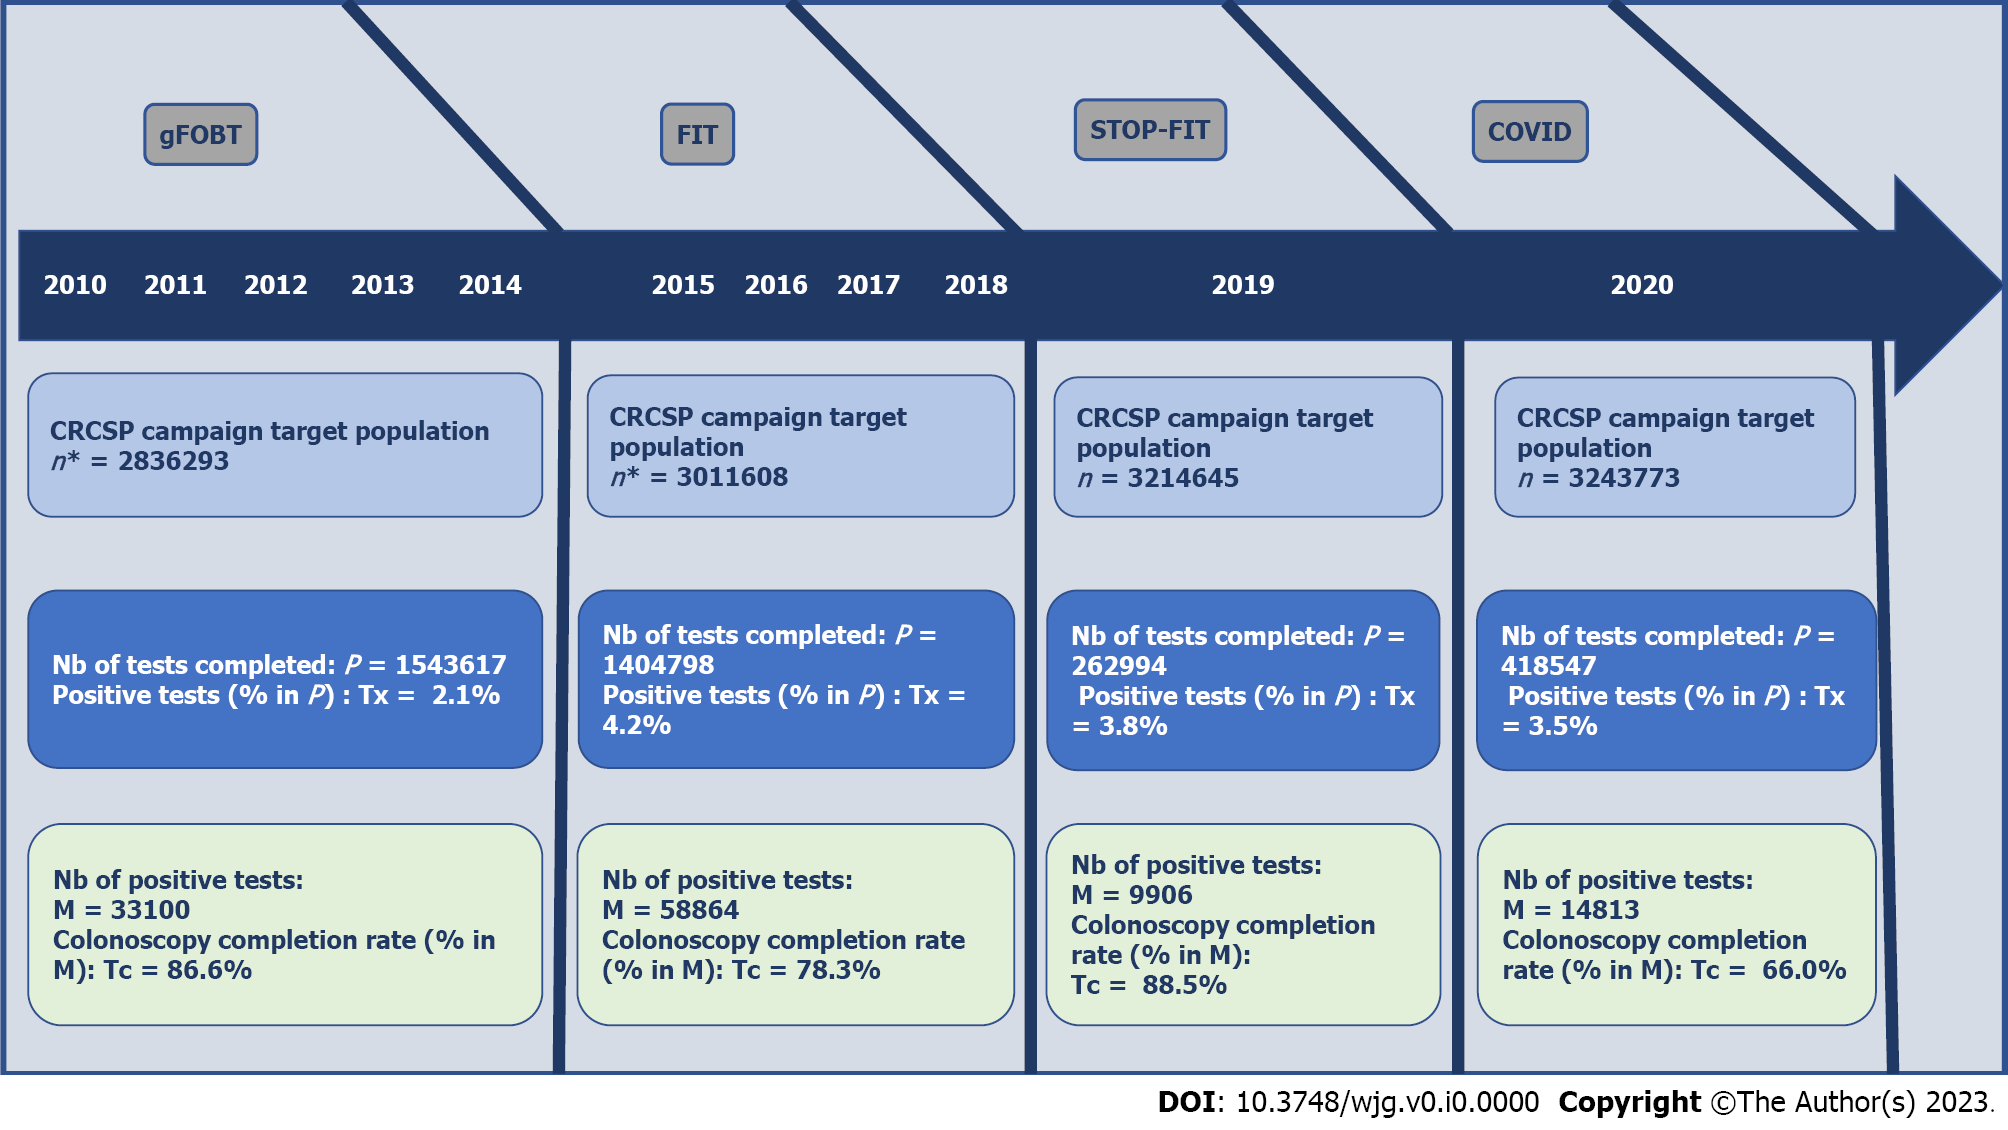 gFOBT
FIT
STOP-FIT
COVID
2010 2011 2012 2013 2014 2015 2016 2017 2018 2019 2020
CRCSP campaign target population
n* = 2836293
CRCSP campaign target
population
n* = 3011608
CRCSP campaign target
population
n = 3214645
CRCSP campaign target
population
n = 3243773
Nb of tests completed: P = 1543617
Positive tests (% in P) : Tx = 2.1%
Nb of tests completed: P =
1404798
Positive tests (% in P) : Tx =
4.2%
Nb of tests completed: P =
262994
Positive tests (% in P) : Tx
= 3.8%
Nb of tests completed: P =
418547
Positive tests (% in P) : Tx
= 3.5%
Nb of positive tests:
M = 33100
Colonoscopy completion rate (% in
M): Tc = 86.6%
Nb of positive tests:
M = 58864
Colonoscopy completion rate
(% in M): Tc = 78.3%
Nb of positive tests:
M = 9906
Colonoscopy completion
rate (% in M):
Tc = 88.5%
Nb of positive tests:
M = 14813
Colonoscopy completion
rate (% in M): Tc = 66.0%
DOI: 10.3748/wjg.v0.i0.0000 Copyright ©The Author(s) 2023.